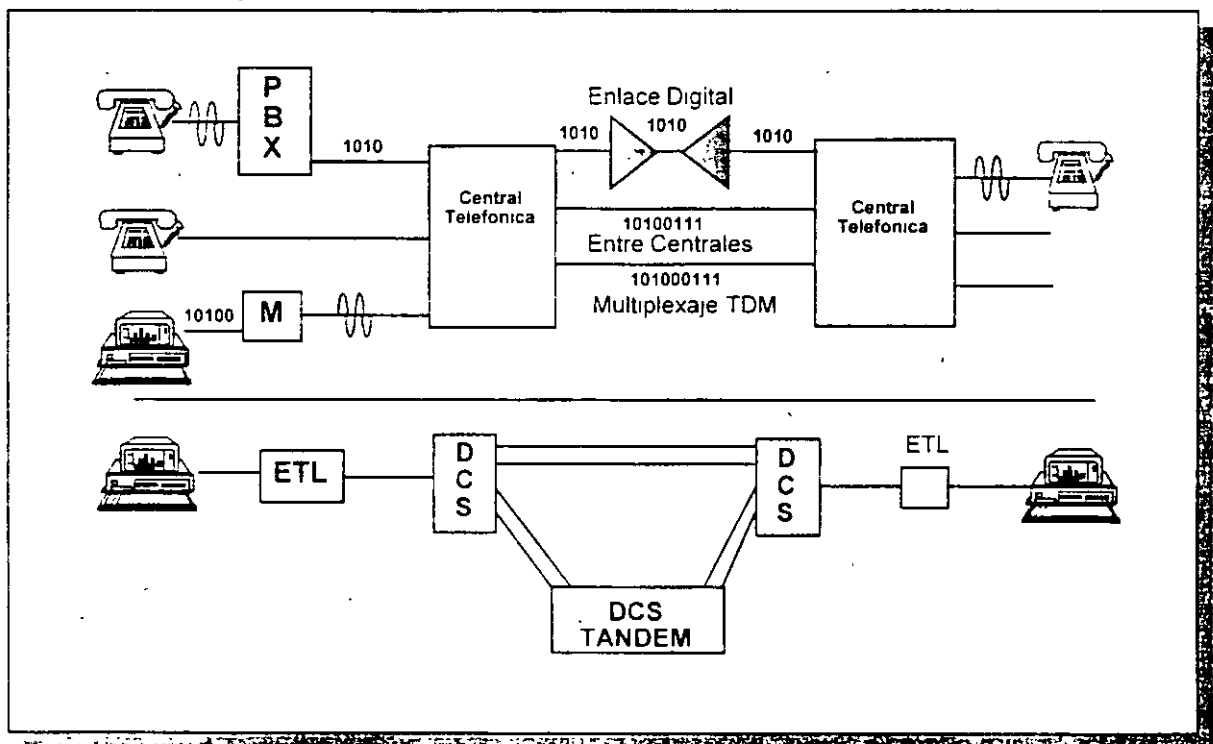 P
B
X
1010
Enlace Digital
1010
1010
1010
Central
Telefonica
Central
Telefonica
10100111
Entre Centrales
101000111
Multiplexaje TDM
10100
M
ETL
D
C
S
D
C
S
ETL
DCS
TANDEM